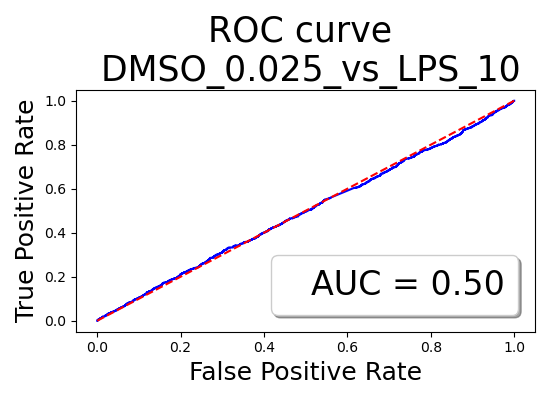 ROC curve
DMSO_0.025_vs_LPS_10
True Positive Rate
1.0
0.8
0.6
0.4
0.2
0.0
AUC = 0.50
0.0 0.2 0.4 0.6 0.8 1.0
False Positive Rate